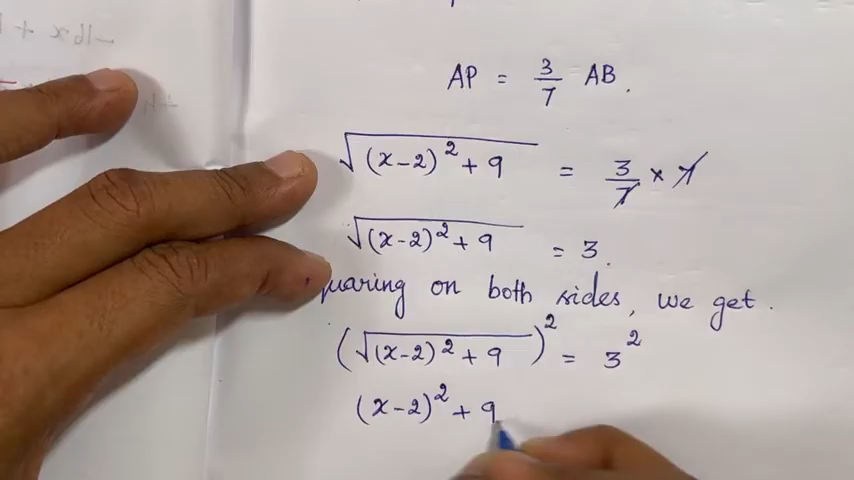 AP = 3/7 AB.
√((x-2)² + 9) = 3/7 × 7
√((x-2)² + 9) = 3.
on both sides, we get.
(√((x-2)² + 9))² = 3²
(x-2)² + 9
-16x +